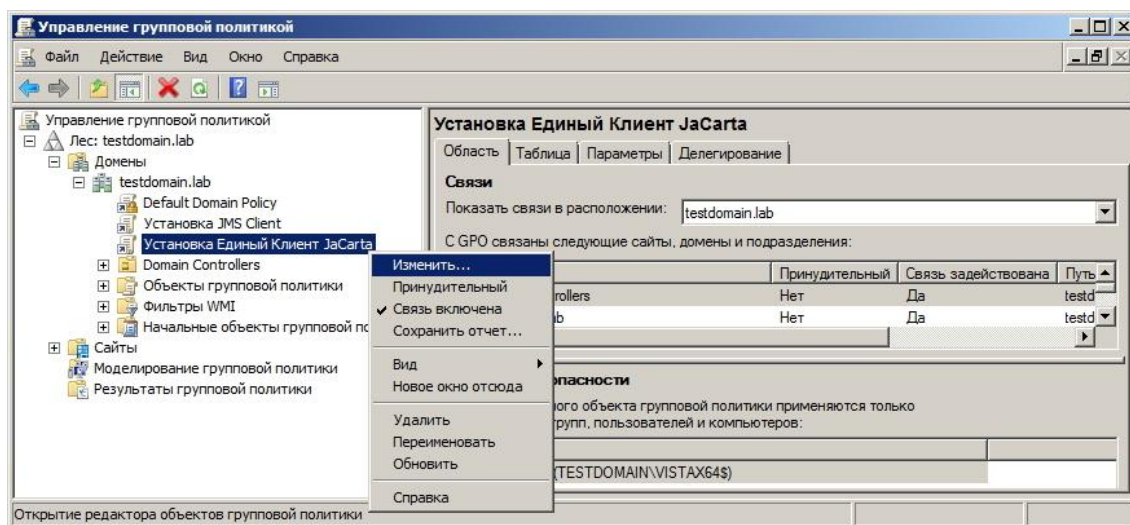 Управление групповой политикой
Файл Действие Вид Окно Справка
Управление групповой политикой
Лес: testdomain.lab
Домены
testdomain.lab
Default Domain Policy
Установка JMS Client
Установка Единый Клиент JaCarta
Domain Controllers
Объекты групповой политики
Фильтры WMI
Начальные объекты групповой по
Сайты
Моделирование групповой политики
Результаты групповой политики
Изменить...
Принудительный
Связь включена
Сохранить отчет...
Вид
Новое окно отсюда
Удалить
Переименовать
Обновить
Справка
Установка Единый Клиент JaCarta
Область Таблица Параметры Делегирование
Связи
Показать связи в расположении: testdomain.lab
С GPO связаны следующие сайты, домены и подразделения:
Принудительный Связь задействована Путь
rollers Нет Да testd
ab Нет Да testd
опасности
ого объекта групповой политики применяются только
групп, пользователей и компьютеров:
(TESTDOMAIN\VISTAX64$)
Открытие редактора объектов групповой политики